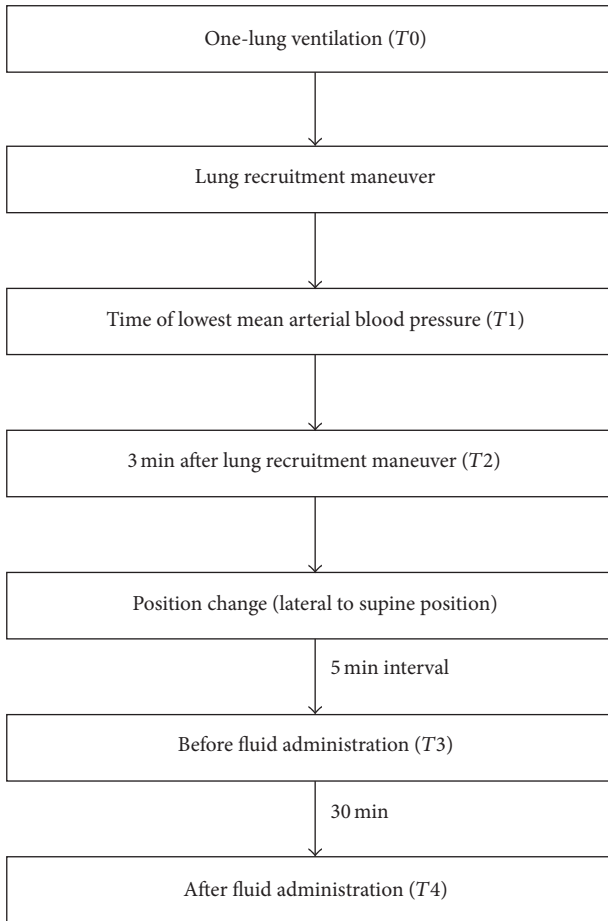 One-lung ventilation (T0)
Lung recruitment maneuver
Time of lowest mean arterial blood pressure (T1)
3 min after lung recruitment maneuver (T2)
Position change (lateral to supine position)
5 min interval
Before fluid administration (T3)
30 min
After fluid administration (T4)